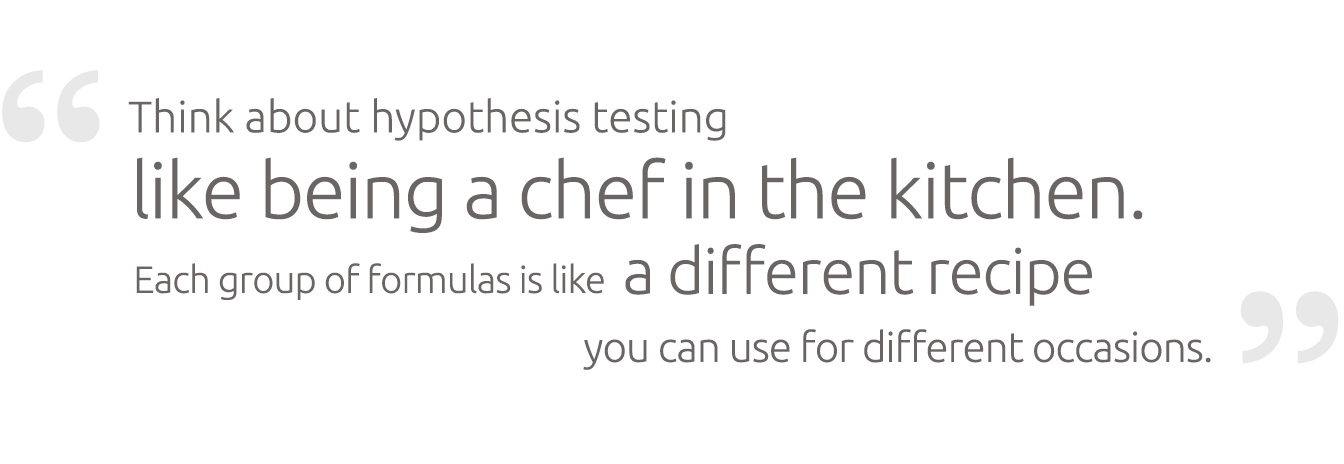 “Think about hypothesis testing
like being a chef in the kitchen.
Each group of formulas is like a different recipe
you can use for different occasions.”